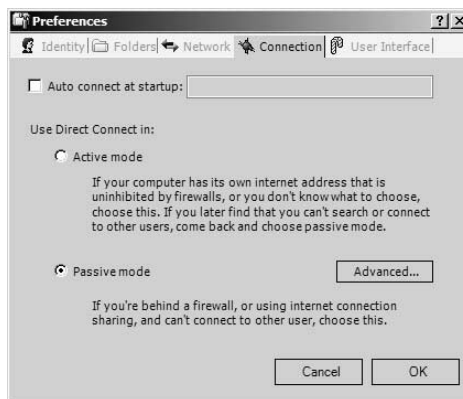 Preferences
Identity Folders Network Connection User Interface
Auto connect at startup:
Use Direct Connect in:
Active mode
If your computer has its own internet address that is
uninhibited by firewalls, or you don't know what to choose,
choose this. If you later find that you can't search or connect
to other users, come back and choose passive mode.
Passive mode
Advanced...
If you're behind a firewall, or using internet connection
sharing, and can't connect to other user, choose this.
Cancel OK